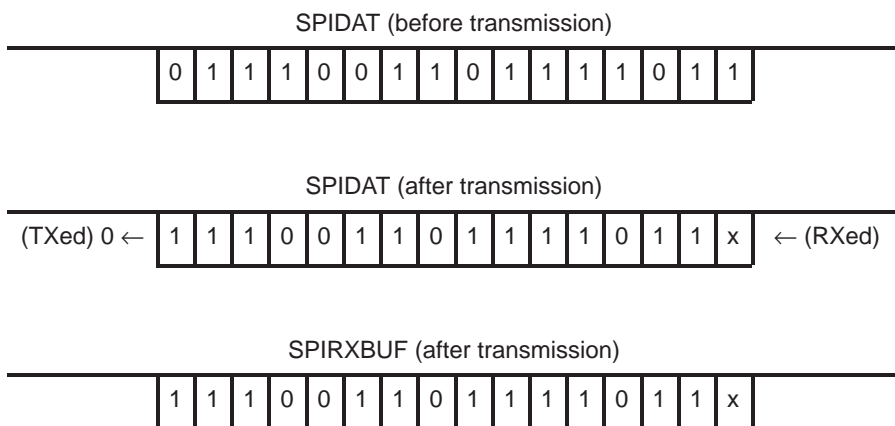 SPIDAT (before transmission)
0 1 1 1 0 0 1 1 0 1 1 1 1 0 1 1
SPIDAT (after transmission)
(TXed) 0 ← 1 1 1 0 0 1 1 0 1 1 1 1 0 1 1 x ← (RXed)
SPIRXBUF (after transmission)
1 1 1 0 0 1 1 0 1 1 1 1 0 1 1 x